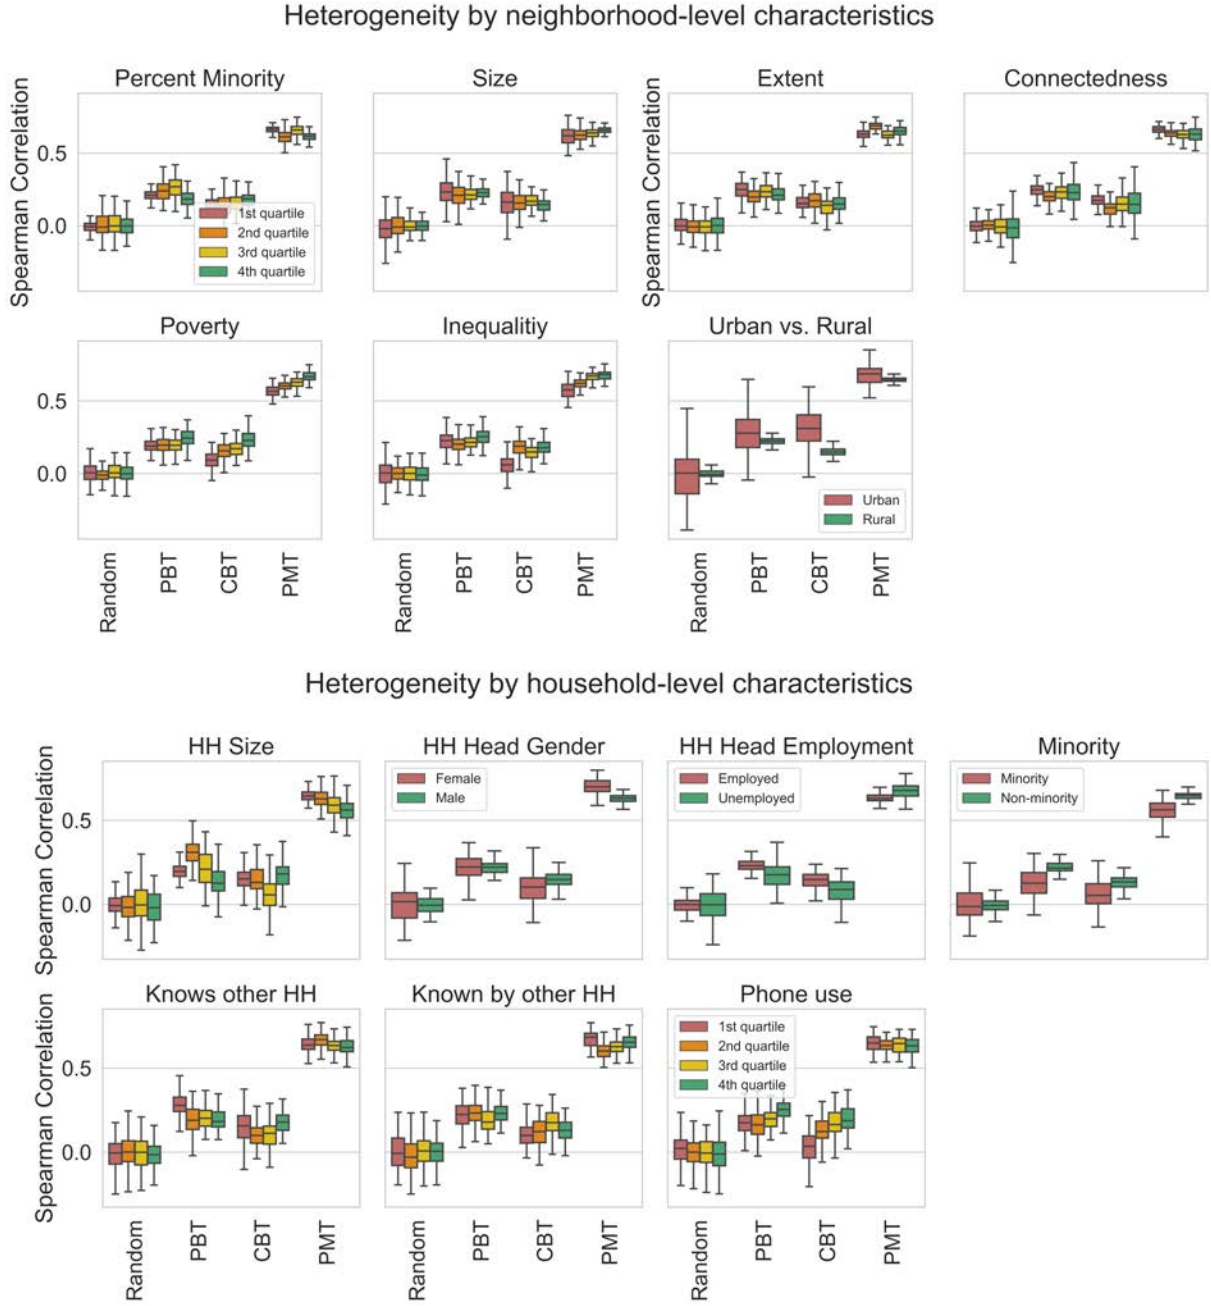 Heterogeneity by neighborhood-level characteristics
Percent Minority
Size
Extent
Connectedness
Spearman Correlation
0.5
0.0
1st quartile
2nd quartile
3rd quartile
4th quartile
Spearman Correlation
Poverty
Inequalitiy
Urban vs. Rural
0.5
0.0
Urban
Rural
Random
PBT
CBT
PMT
Random
PBT
CBT
PMT
Random
PBT
CBT
PMT
Heterogeneity by household-level characteristics
HH Size
HH Head Gender
HH Head Employment
Minority
Spearman Correlation
0.5
0.0
Female
Male
Employed
Unemployed
Minority
Non-minority
Knows other HH
Known by other HH
Phone use
Spearman Correlation
0.5
0.0
1st quartile
2nd quartile
3rd quartile
4th quartile
Random
PBT
CBT
PMT
Random
PBT
CBT
PMT
Random
PBT
CBT
PMT